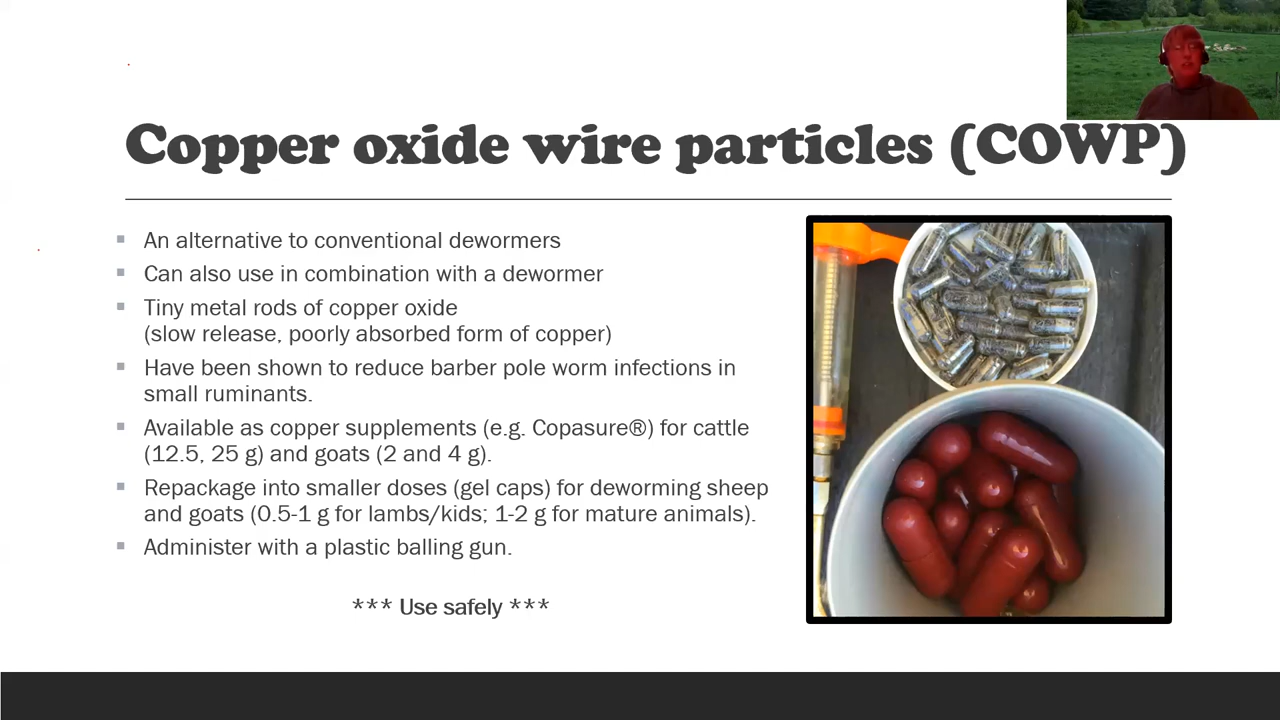 Copper oxide wire particles (COWP)
▪ An alternative to conventional dewormers
▪ Can also use in combination with a dewormer
▪ Tiny metal rods of copper oxide
(slow release, poorly absorbed form of copper)
▪ Have been shown to reduce barber pole worm infections in
small ruminants.
▪ Available as copper supplements (e.g. Copasure®) for cattle
(12.5, 25 g) and goats (2 and 4 g).
▪ Repackage into smaller doses (gel caps) for deworming sheep
and goats (0.5-1 g for lambs/kids; 1-2 g for mature animals).
▪ Administer with a plastic balling gun.
*** Use safely ***